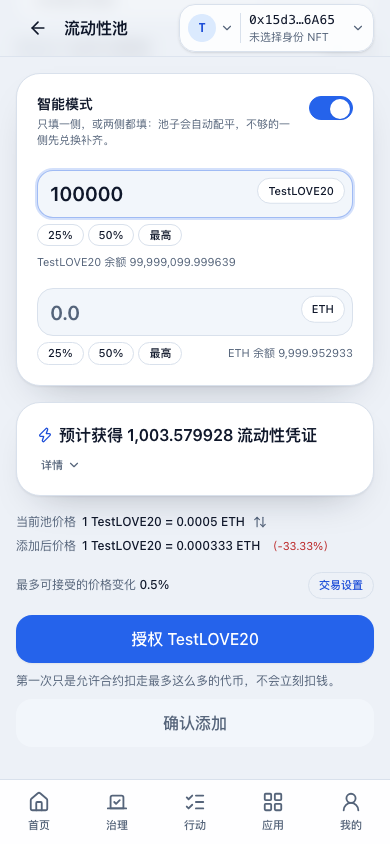 流动性池
T
0x15d3…6A65
未选择身份 NFT
智能模式
只填一侧，或两侧都填：池子会自动配平，不够的一
侧先兑换补齐。
100000
TestLOVE20
25%
50%
最高
TestLOVE20 余额 99,999,099.999639
0.0
ETH
25%
50%
最高
ETH 余额 9,999.952933
预计获得 1,003.579928 流动性凭证
详情
当前池价格 1 TestLOVE20 = 0.0005 ETH
添加后价格 1 TestLOVE20 = 0.000333 ETH (-33.33%)
最多可接受的价格变化 0.5%
交易设置
授权 TestLOVE20
第一次只是允许合约扣走最多这么多的代币，不会立刻扣钱。
确认添加
首页
治理
行动
应用
我的